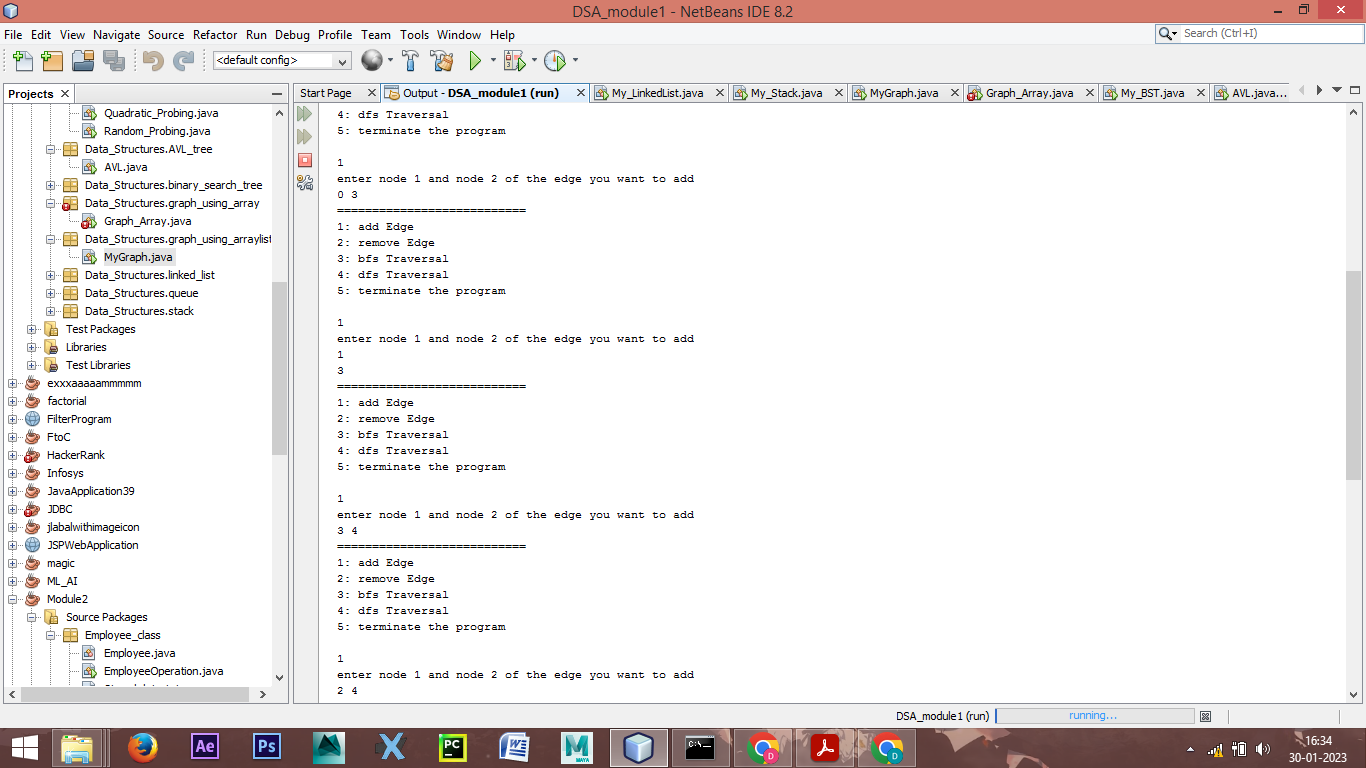 DSA_module1 - NetBeans IDE 8.2
File Edit View Navigate Source Refactor Run Debug Profile Team Tools Window Help
Search (Ctrl+I)
<default config>
Projects
Quadratic_Probing.java
Random_Probing.java
Data_Structures.AVL_tree
AVL.java
Data_Structures.binary_search_tree
Data_Structures.graph_using_array
Graph_Array.java
Data_Structures.graph_using_arraylist
MyGraph.java
Data_Structures.linked_list
Data_Structures.queue
Data_Structures.stack
Test Packages
Libraries
Test Libraries
exxxaaaaammmmm
factorial
FilterProgram
FtoC
HackerRank
Infosys
JavaApplication39
JDBC
jlabalwithimageicon
JSPWebApplication
magic
ML_AI
Module2
Source Packages
Employee_class
Employee.java
EmployeeOperation.java
Start Page Output - DSA_module1 (run) My_LinkedList.java My_Stack.java MyGraph.java Graph_Array.java My_BST.java AVL.java...
4: dfs Traversal
5: terminate the program
1
enter node 1 and node 2 of the edge you want to add
0 3
===========================
1: add Edge
2: remove Edge
3: bfs Traversal
4: dfs Traversal
5: terminate the program
1
enter node 1 and node 2 of the edge you want to add
1
3
===========================
1: add Edge
2: remove Edge
3: bfs Traversal
4: dfs Traversal
5: terminate the program
1
enter node 1 and node 2 of the edge you want to add
3 4
===========================
1: add Edge
2: remove Edge
3: bfs Traversal
4: dfs Traversal
5: terminate the program
1
enter node 1 and node 2 of the edge you want to add
2 4
DSA_module1 (run) running...
Ae Ps PC W M MAYA C:\. D D
16:34
30-01-2023